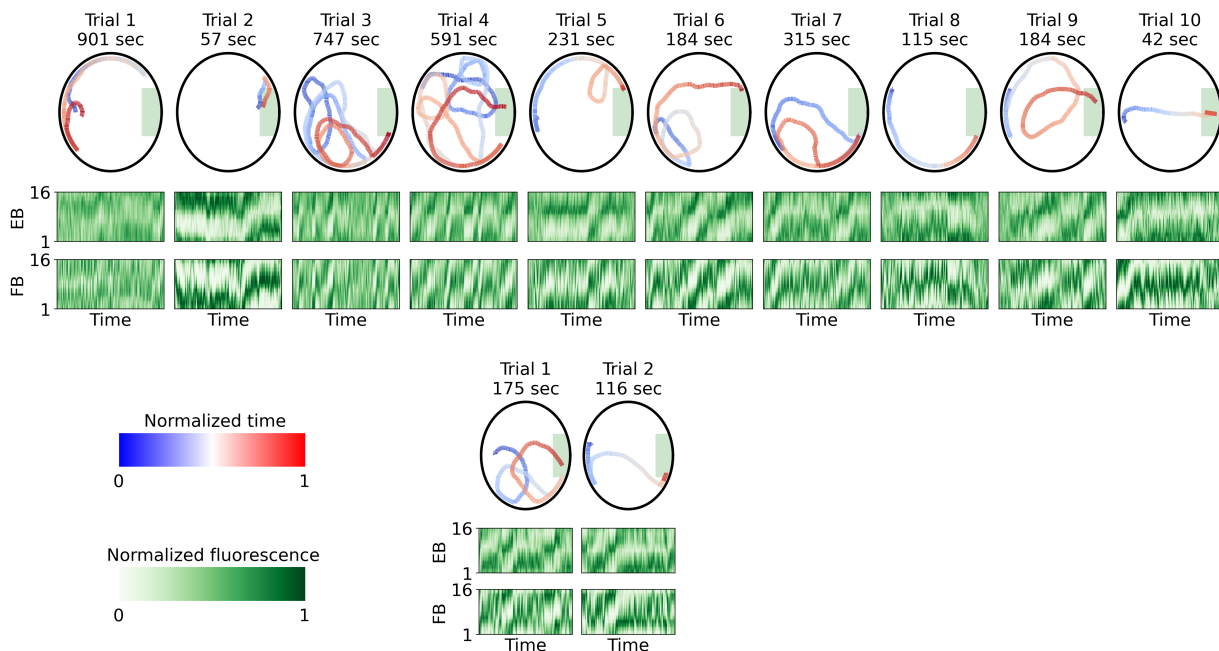 Trial 1 Trial 2 Trial 3 Trial 4 Trial 5 Trial 6 Trial 7 Trial 8 Trial 9 Trial 10
901 sec 57 sec 747 sec 591 sec 231 sec 184 sec 315 sec 115 sec 184 sec 42 sec
16
EB
1
16
FB
1
Time Time Time Time Time Time Time Time Time Time
Trial 1 Trial 2
175 sec 116 sec
Normalized time
0 1
16
EB
1
Normalized fluorescence
0 1
16
FB
1
Time Time